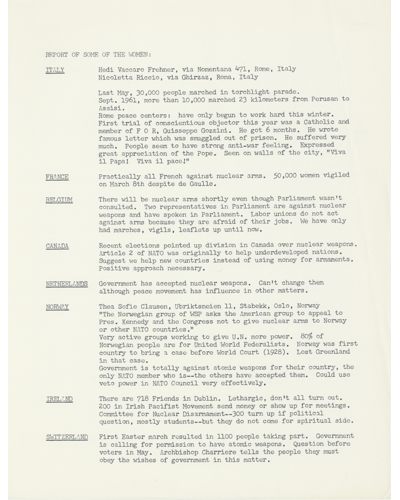 REPORT OF SOME OF THE WOMEN:
ITALY Hedi Vaccaro Frehner, via Nomentana 471, Rome, Italy
Nicoletta Riccio, via Ghirzaz, Roma, Italy
Last May, 30,000 people marched in torchlight parade.
Sept. 1961, more than 10,000 marched 23 kilometers from Perusan to
Assisi.
Rome peace centers: have only begun to work hard this winter.
First trial of conscientious objector this year was a Catholic and
member of F O R, Quisseppe Gozzini. He got 6 months. He wrote
famous letter which was smuggled out of prison. He suffered very
much. People seem to have strong anti-war feeling. Expressed
great appreciation of the Pope. Seen on walls of the city, "Viva
il Papa! Viva il pace!"
FRANCE Practically all French against nuclear arms. 50,000 women vigiled
on March 8th despite de Gaulle.
BELGIUM There will be nuclear arms shortly even though Parliament wasn't
consulted. Two representatives in Parliament are against nuclear
weapons and have spoken in Parliament. Labor unions do not act
against arms because they are afraid of their jobs. We have only
had marches, vigils, leaflets up until now.
CANADA Recent elections pointed up division in Canada over nuclear weapons.
Article 2 of NATO was originally to help underdeveloped nations.
Suggest we help new countries instead of using money for armaments.
Positive approach necessary.
NETHERLANDS Government has accepted nuclear weapons. Can't change them
although peace movement has influence in other matters.
NORWAY Thea Sofie Clausen, Ubriktsneien 11, Stabekk, Oslo, Norway
"The Norwegian group of WSP asks the American group to appeal to
Pres. Kennedy and the Congress not to give nuclear arms to Norway
or other NATO countries."
Very active groups working to give U.N. more power. 80% of
Norwegian people are for United World Federalists. Norway was first
country to bring a case before World Court (1928). Lost Greenland
in that case.
Government is totally against atomic weapons for their country, the
only NATO member who is--the others have accepted them. Could use
veto power in NATO Council very effectively.
IRELAND There are 718 Friends in Dublin. Lethargic, don't all turn out.
200 in Irish Pacifist Movement send money or show up for meetings.
Committee for Nuclear Disarmament--300 turn up if political
question, mostly students--but they do not come for spiritual side.
SWITZERLAND First Easter march resulted in 1100 people taking part. Government
is calling for permission to have atomic weapons. Question before
voters in May. Archbishop Charriere tells the people they must
obey the wishes of government in this matter.